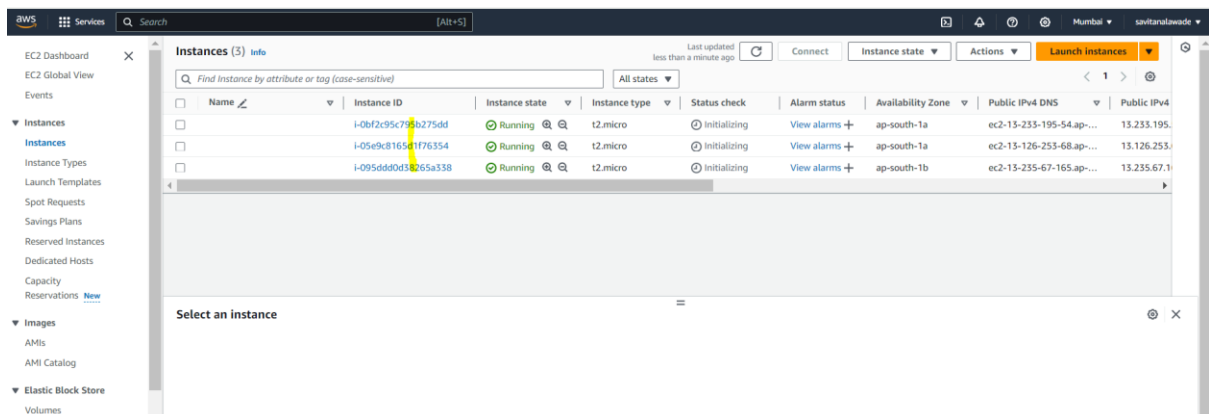 aws Services Search [Alt+S] Mumbai ▼ savitanalawade ▼
EC2 Dashboard
EC2 Global View
Events
▼ Instances
Instances
Instance Types
Launch Templates
Spot Requests
Savings Plans
Reserved Instances
Dedicated Hosts
Capacity
Reservations New
▼ Images
AMIs
AMI Catalog
▼ Elastic Block Store
Volumes
Instances (3) Info
Last updated
less than a minute ago
Connect Instance state ▼ Actions ▼ Launch instances ▼
Find Instance by attribute or tag (case-sensitive) All states ▼ < 1 >
Name Instance ID Instance state Instance type Status check Alarm status Availability Zone Public IPv4 DNS Public IPv4
i-0bf2c95c795b275dd Running t2.micro Initializing View alarms + ap-south-1a ec2-13-233-195-54.ap-... 13.233.195.
i-05e9c8165d1f76354 Running t2.micro Initializing View alarms + ap-south-1a ec2-13-126-253-68.ap-... 13.126.253.
i-095ddd0d38265a338 Running t2.micro Initializing View alarms + ap-south-1b ec2-13-235-67-165.ap-... 13.235.67.1
Select an instance